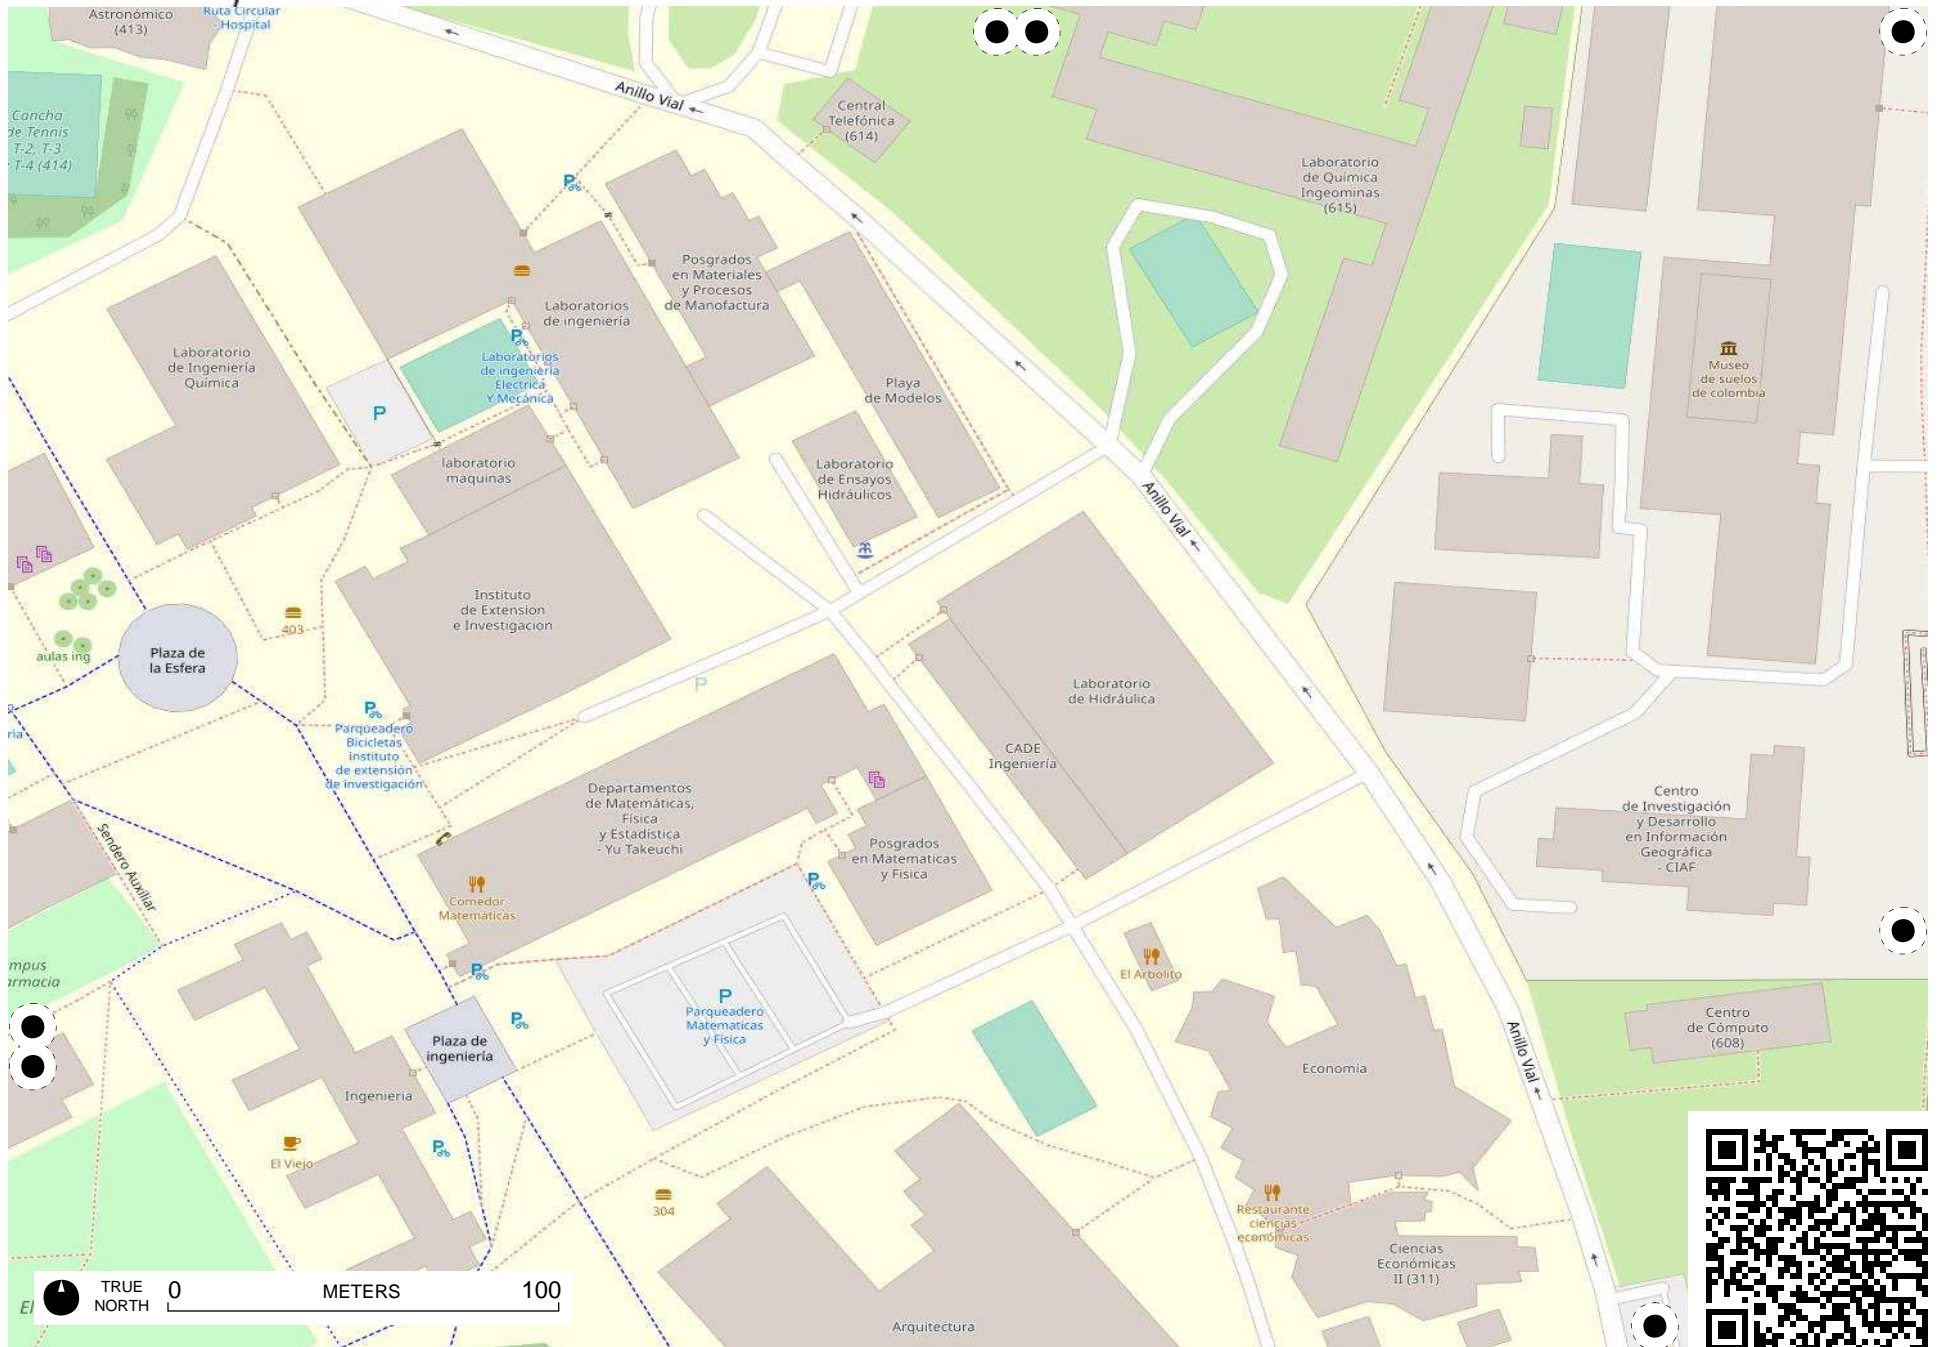 Astronómico
(413)
Ruta Circular
- Hospital
Anillo Vial
Central
Telefónica
(614)
Cancha
de Tennis
T-2, T-3
T-4 (414)
Laboratorio
de Química
Ingeominas
(615)
Posgrados
en Materiales
y Procesos
de Manofactura
Laboratorios
de ingeniería
Laboratorio
de Ingeniería
Química
P
Laboratorios
de ingeniería
Electrica
Y Mecánica
P
Playa
de Modelos
Museo
de suelos
de colombia
laboratorio
maquinas
Laboratorio
de Ensayos
Hidráulicos
Anillo Vial
Instituto
de Extension
e Investigacion
403
aulas ing
Plaza de
la Esfera
P
Laboratorio
de Hidráulica
P
Parqueadero
Bicicletas
instituto
de extensión
de investigación
CADE
Ingeniería
Departamentos
de Matemáticas,
Física
y Estadística
- Yu Takeuchi
Centro
de Investigación
y Desarrollo
en Información
Geográfica
- CIAF
Sendero Auxiliar
Posgrados
en Matematicas
y Fisica
P
Comedor
Matemáticas
El Arbolito
P
P
Parqueadero
Matematicas
y Física
P
Centro
de Cómputo
(608)
Plaza de
ingeniería
Anillo Vial
Economía
Ingenieria
P
El Viejo
304
Restaurante
ciencias
económicas
Ciencias
Económicas
II (311)
TRUE
NORTH
0 METERS 100
Arquitectura